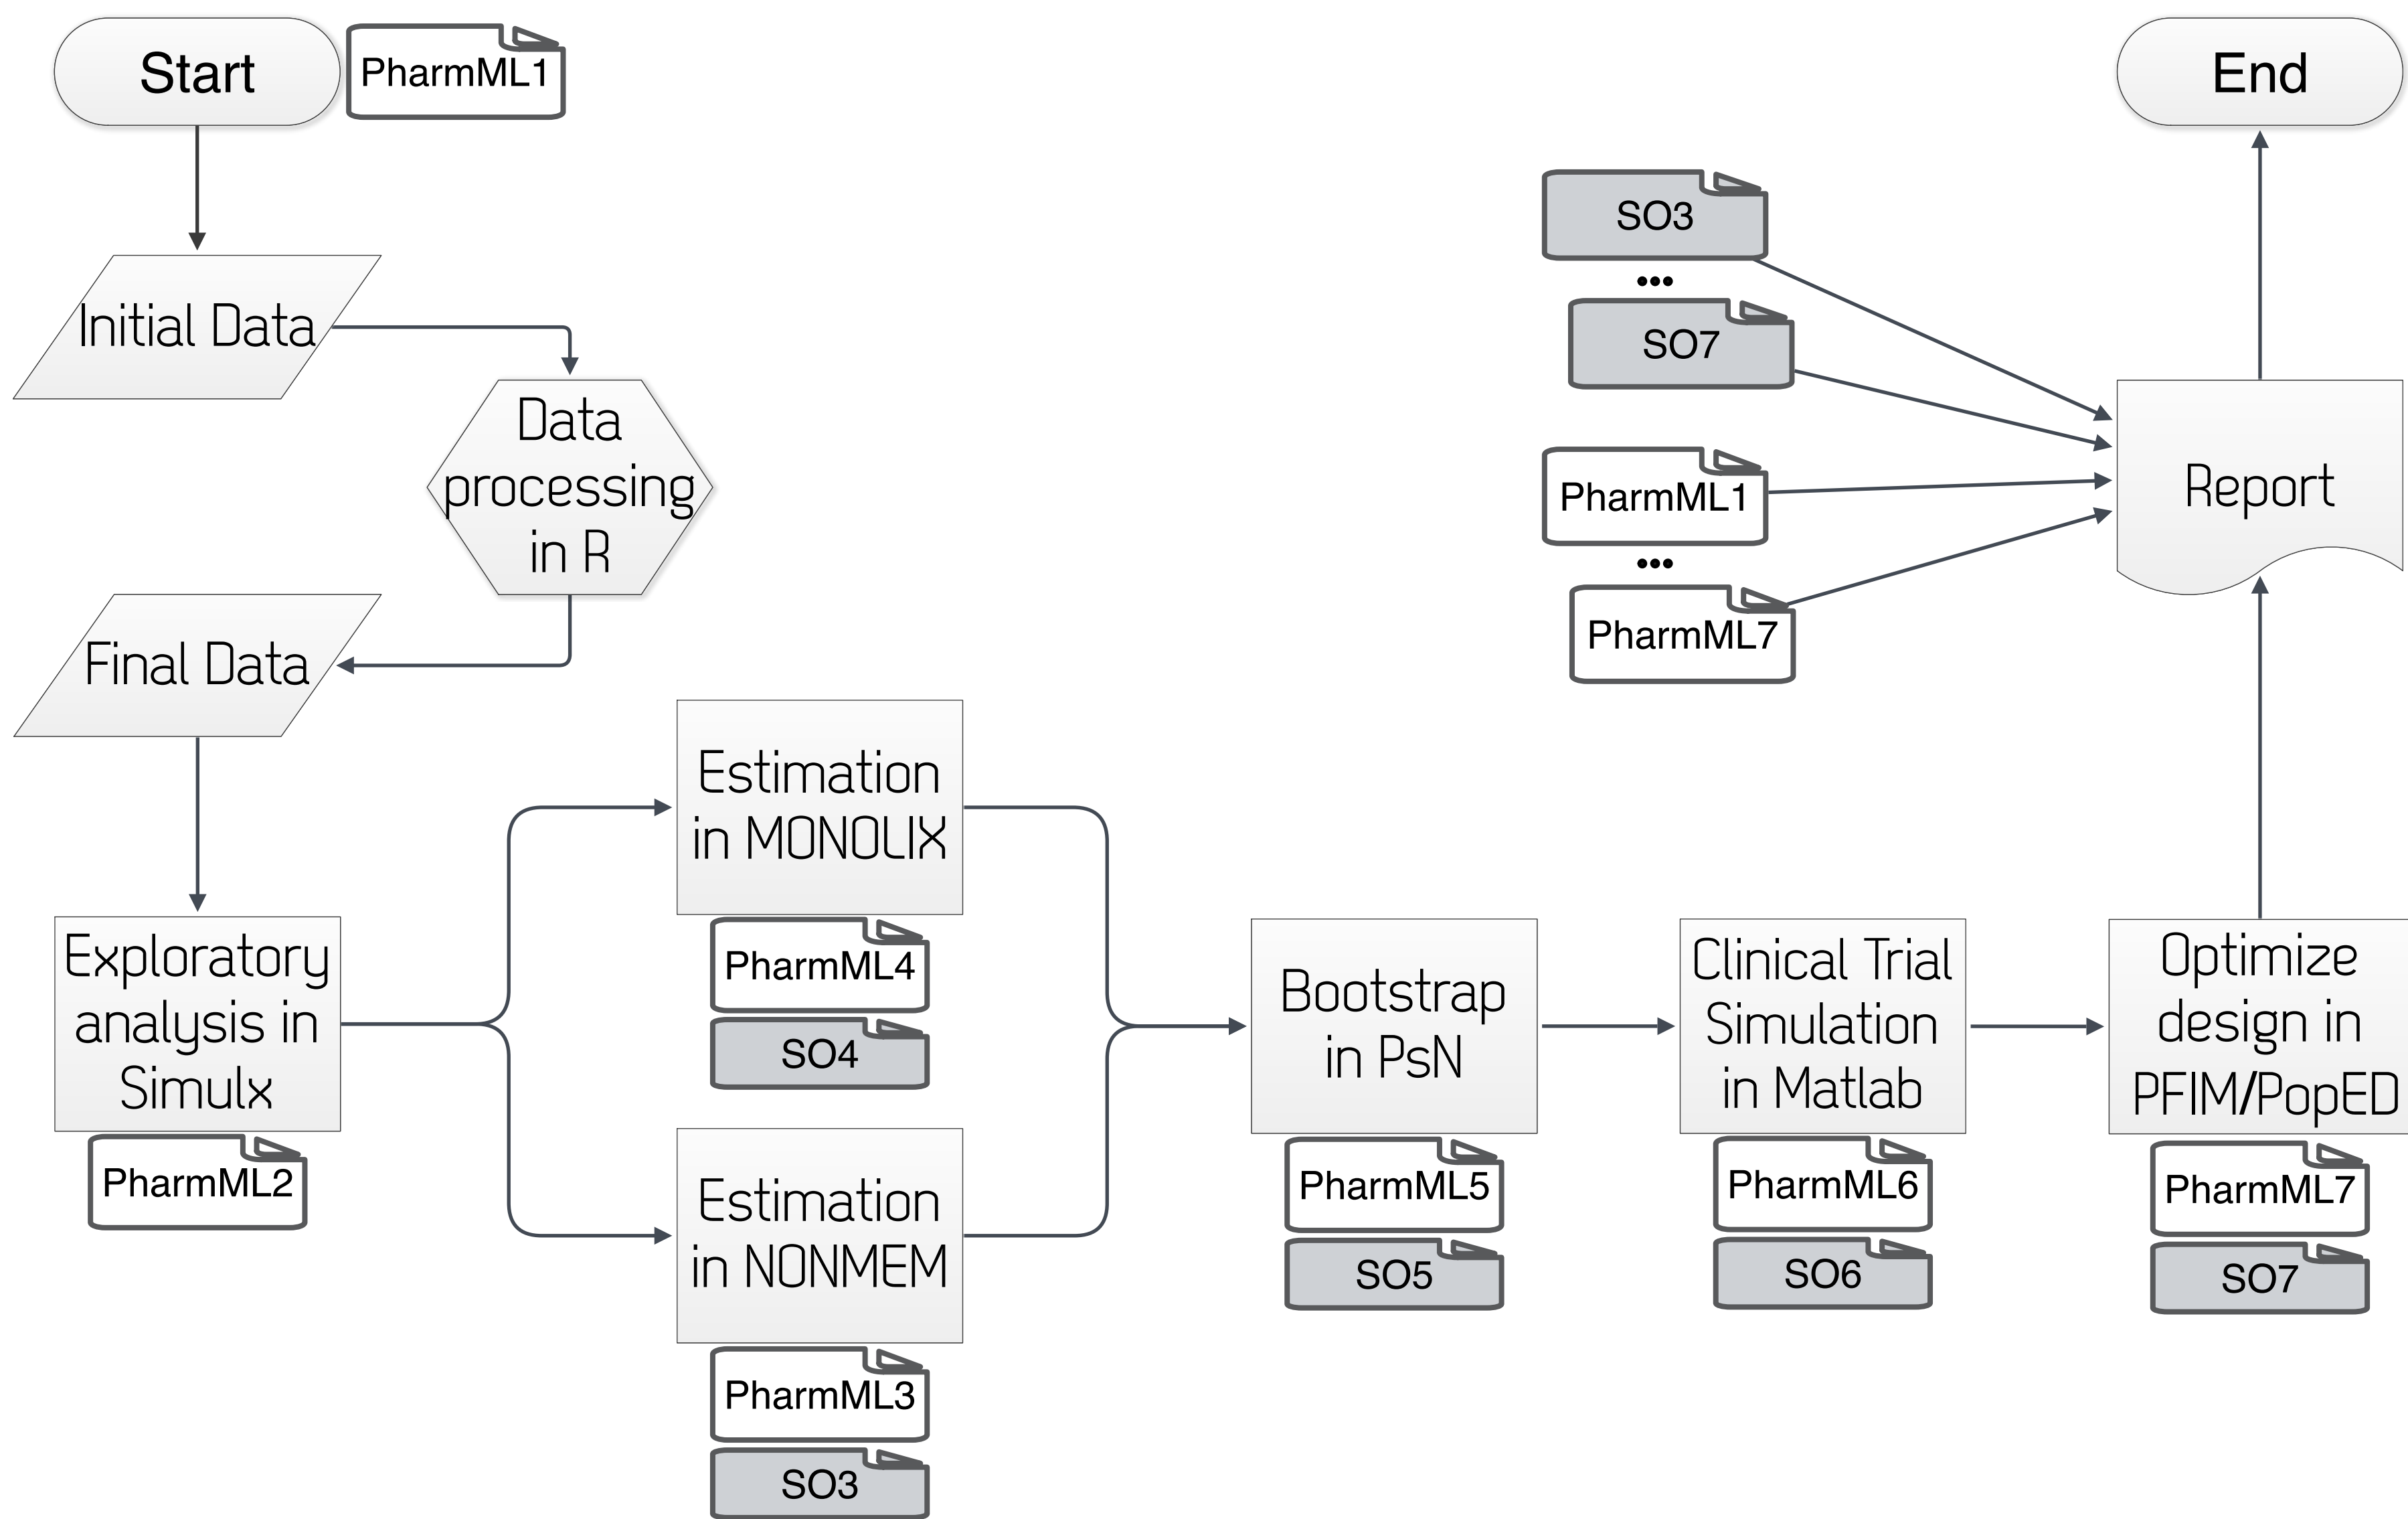 Start
PharmML1
End
SO3
•••
SO7
PharmML1
•••
PharmML7
Report
Initial Data
Data
processing
in R
Final Data
Exploratory
analysis in
Simulx
PharmML2
Estimation
in MONOLIX
PharmML4
SO4
Estimation
in NONMEM
PharmML3
SO3
Bootstrap
in PsN
PharmML5
SO5
Clinical Trial
Simulation
in Matlab
PharmML6
SO6
Optimize
design in
PFIM/PopED
PharmML7
SO7